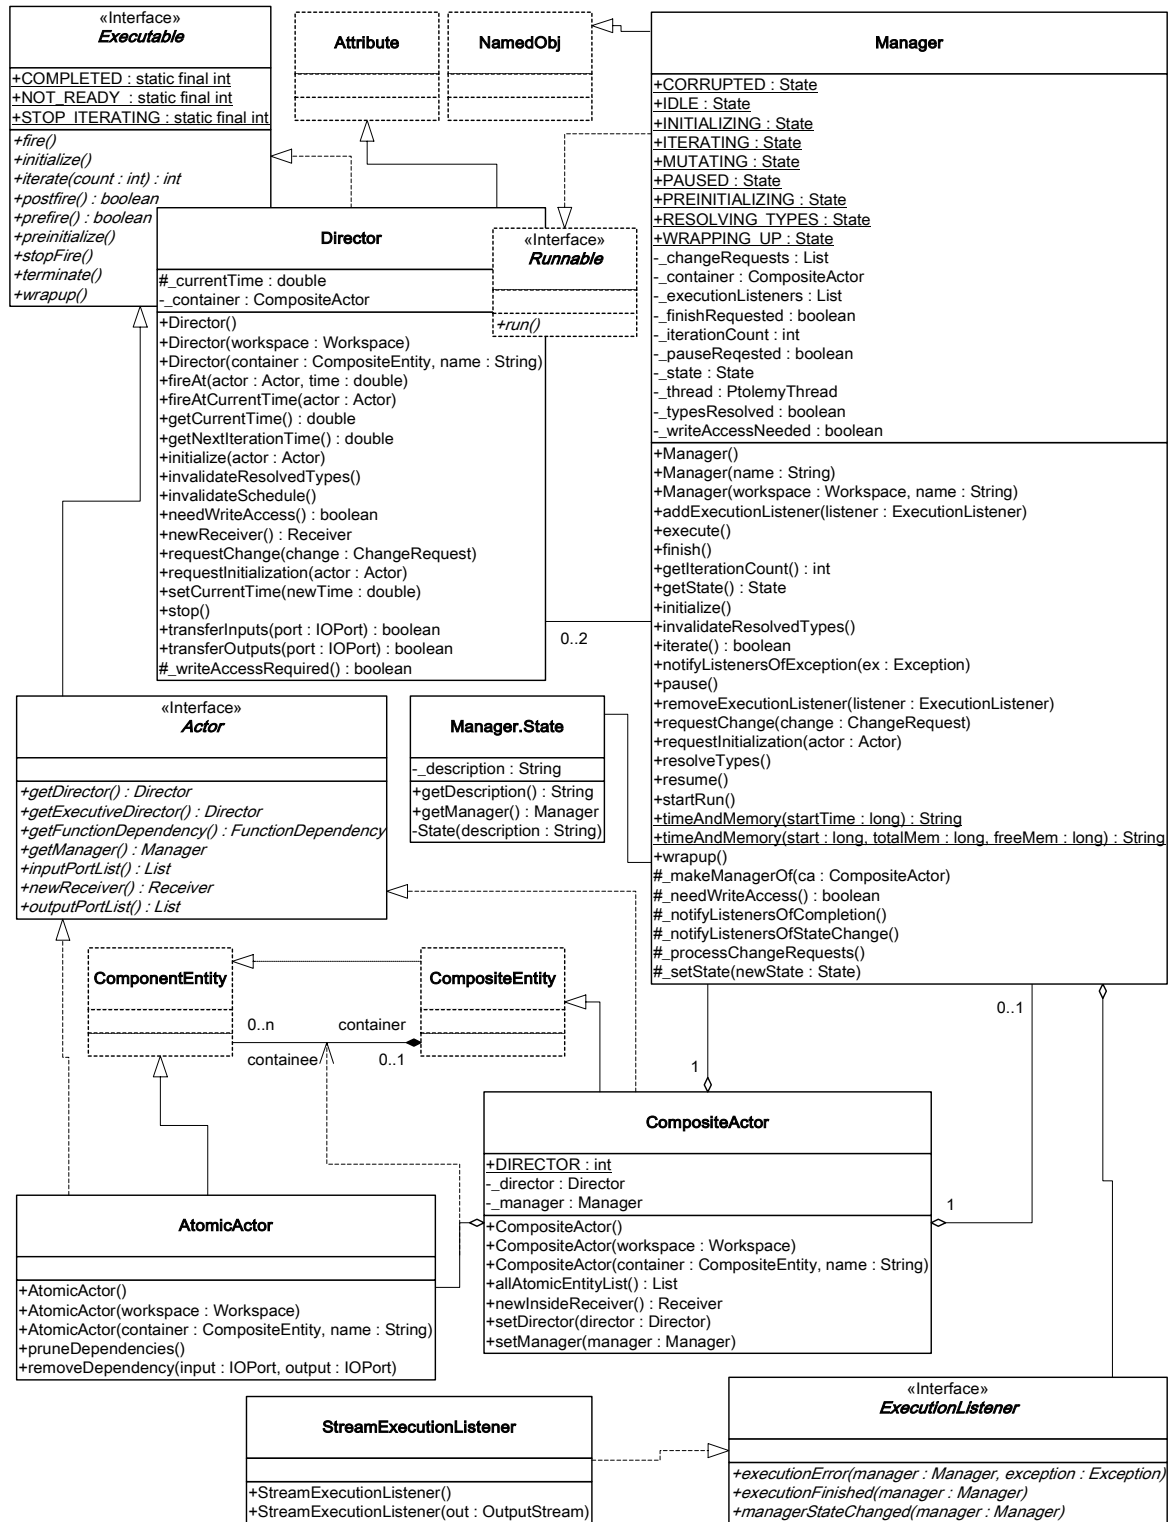 «Interface»
Executable
+COMPLETED : static final int
+NOT_READY : static final int
+STOP_ITERATING : static final int
+fire()
+initialize()
+iterate(count : int) : int
+postfire() : boolean
+prefire() : boolean
+preinitialize()
+stopFire()
+terminate()
+wrapup()
Attribute
NamedObj
Manager
+CORRUPTED : State
+IDLE : State
+INITIALIZING : State
+ITERATING : State
+MUTATING : State
+PAUSED : State
+PREINITIALIZING : State
+RESOLVING_TYPES : State
+WRAPPING_UP : State
-_changeRequests : List
-_container : CompositeActor
-_executionListeners : List
-_finishRequested : boolean
-_iterationCount : int
-_pauseReqested : boolean
-_state : State
-_thread : PtolemyThread
-_typesResolved : boolean
-_writeAccessNeeded : boolean
+Manager()
+Manager(name : String)
+Manager(workspace : Workspace, name : String)
+addExecutionListener(listener : ExecutionListener)
+execute()
+finish()
+getIterationCount() : int
+getState() : State
+initialize()
+invalidateResolvedTypes()
+iterate() : boolean
+notifyListenersOfException(ex : Exception)
+pause()
+removeExecutionListener(listener : ExecutionListener)
+requestChange(change : ChangeRequest)
+requestInitialization(actor : Actor)
+resolveTypes()
+resume()
+startRun()
+timeAndMemory(startTime : long) : String
+timeAndMemory(start : long, totalMem : long, freeMem : long) : String
+wrapup()
#_makeManagerOf(ca : CompositeActor)
#_needWriteAccess() : boolean
#_notifyListenersOfCompletion()
#_notifyListenersOfStateChange()
#_processChangeRequests()
#_setState(newState : State)
Director
#_currentTime : double
-_container : CompositeActor
+Director()
+Director(workspace : Workspace)
+Director(container : CompositeEntity, name : String)
+fireAt(actor : Actor, time : double)
+fireAtCurrentTime(actor : Actor)
+getCurrentTime() : double
+getNextIterationTime() : double
+initialize(actor : Actor)
+invalidateResolvedTypes()
+invalidateSchedule()
+needWriteAccess() : boolean
+newReceiver() : Receiver
+requestChange(change : ChangeRequest)
+requestInitialization(actor : Actor)
+setCurrentTime(newTime : double)
+stop()
+transferInputs(port : IOPort) : boolean
+transferOutputs(port : IOPort) : boolean
#_writeAccessRequired() : boolean
«Interface»
Runnable
+run()
0..2
«Interface»
Actor
+getDirector() : Director
+getExecutiveDirector() : Director
+getFunctionDependency() : FunctionDependency
+getManager() : Manager
+inputPortList() : List
+newReceiver() : Receiver
+outputPortList() : List
Manager.State
-_description : String
+getDescription() : String
+getManager() : Manager
-State(description : String)
ComponentEntity
CompositeEntity
0..n
container
containee
0..1
0..1
1
CompositeActor
+DIRECTOR : int
-_director : Director
-_manager : Manager
+CompositeActor()
+CompositeActor(workspace : Workspace)
+CompositeActor(container : CompositeEntity, name : String)
+allAtomicEntityList() : List
+newInsideReceiver() : Receiver
+setDirector(director : Director)
+setManager(manager : Manager)
1
AtomicActor
+AtomicActor()
+AtomicActor(workspace : Workspace)
+AtomicActor(container : CompositeEntity, name : String)
+pruneDependencies()
+removeDependency(input : IOPort, output : IOPort)
StreamExecutionListener
+StreamExecutionListener()
+StreamExecutionListener(out : OutputStream)
«Interface»
ExecutionListener
+executionError(manager : Manager, exception : Exception)
+executionFinished(manager : Manager)
+managerStateChanged(manager : Manager)